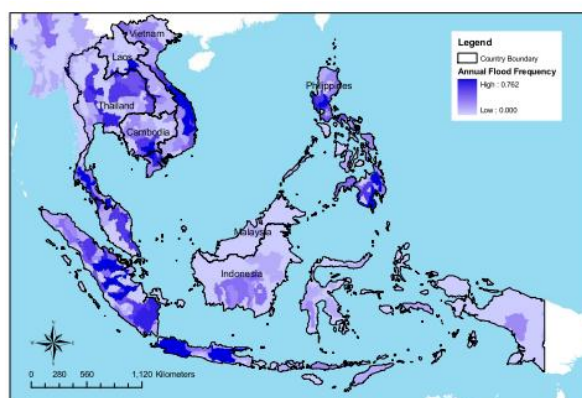 Vietnam
Laos
Thailand
Cambodia
Philippines
Malaysia
Indonesia
Legend
Country Boundary
Annual Flood Frequency
High : 0.762
Low : 0.000
0 280 560 1,120 Kilometers